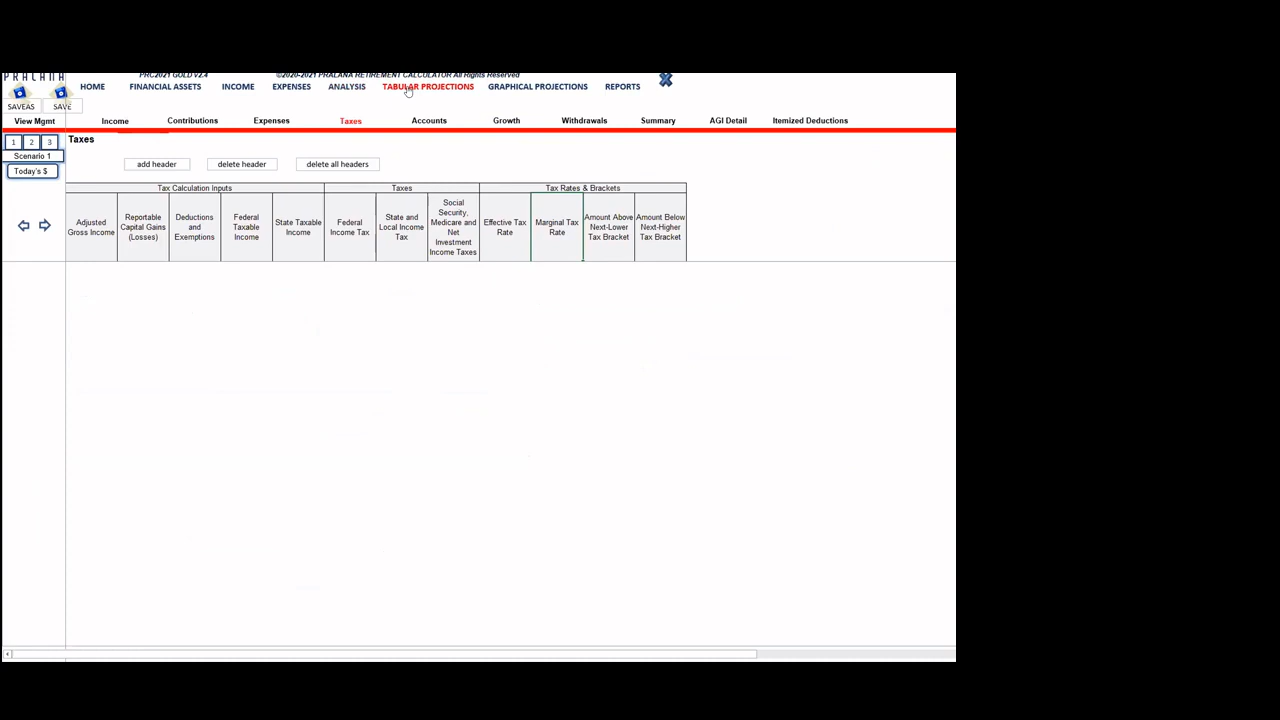 PRALANA
PRC2021 GOLD v2.4 ©2020-2021 PRALANA RETIREMENT CALCULATOR All Rights Reserved
HOME FINANCIAL ASSETS INCOME EXPENSES ANALYSIS TABULAR PROJECTIONS GRAPHICAL PROJECTIONS REPORTS
SAVEAS SAVE
View Mgmt Income Contributions Expenses Taxes Accounts Growth Withdrawals Summary AGI Detail Itemized Deductions
1 2 3
Taxes
Scenario 1
add header delete header delete all headers
Today's $
Tax Calculation Inputs Taxes Tax Rates & Brackets
Adjusted
Gross Income
Reportable
Capital Gains
(Losses)
Deductions
and
Exemptions
Federal
Taxable
Income
State Taxable
Income
Federal
Income Tax
State and
Local Income
Tax
Social
Security,
Medicare and
Net
Investment
Income Taxes
Effective Tax
Rate
Marginal Tax
Rate
Amount Above
Next-Lower
Tax Bracket
Amount Below
Next-Higher
Tax Bracket